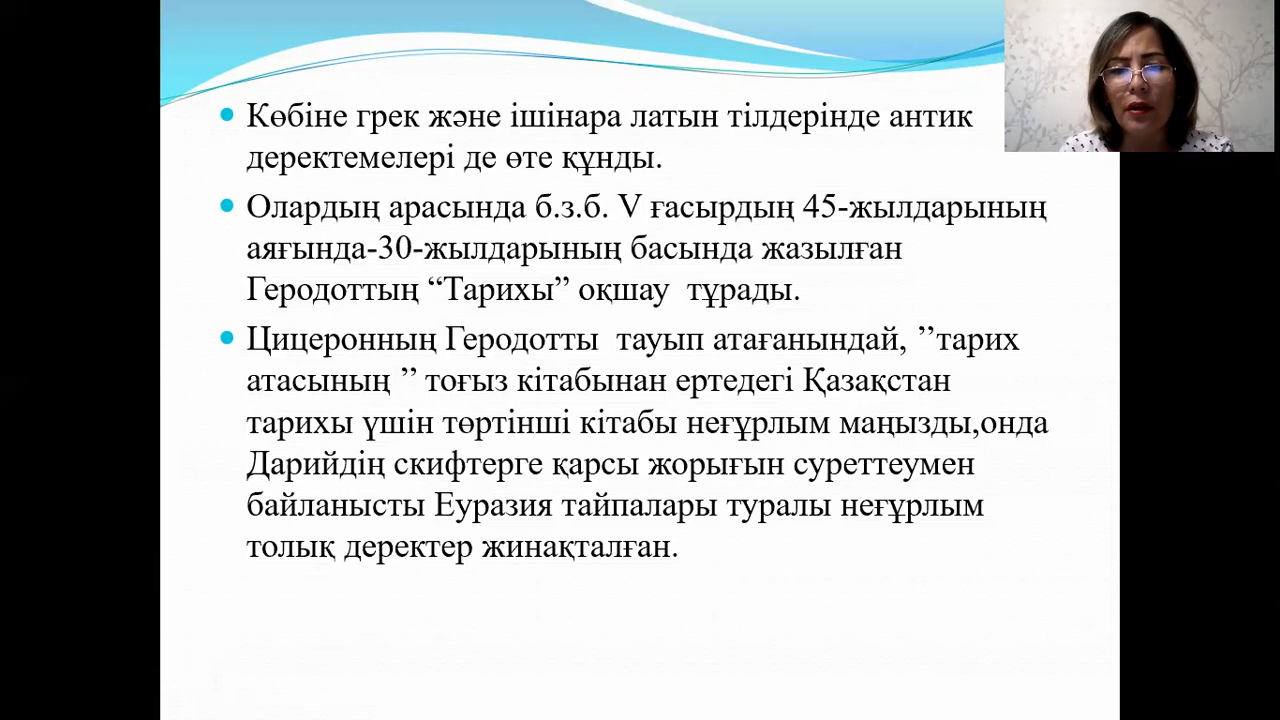 Көбіне грек және ішінара латын тілдерінде антик
деректемелері де өте құнды.
Олардың арасында б.з.б. V ғасырдың 45-жылдарының
аяғында-30-жылдарының басында жазылған
Геродоттың “Тарихы” оқшау тұрады.
Цицеронның Геродотты тауып атағанындай, ’’тарих
атасының ’’ тоғыз кітабынан ертедегі Қазақстан
тарихы үшін төртінші кітабы неғұрлым маңызды,онда
Дарийдің скифтерге қарсы жорығын суреттеумен
байланысты Еуразия тайпалары туралы неғұрлым
толық деректер жинақталған.